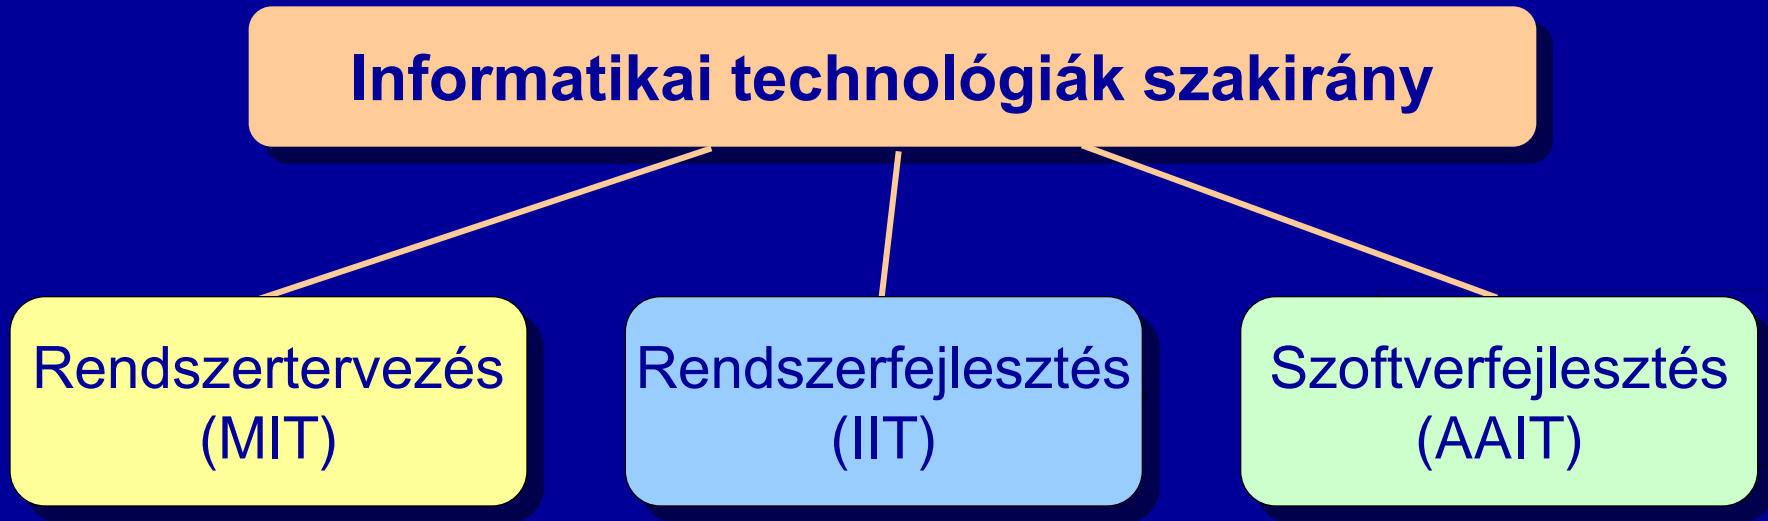 Informatikai technológiák szakirány
Rendszertervezés
(MIT)
Rendszerfejlesztés
(IIT)
Szoftverfejlesztés
(AAIT)